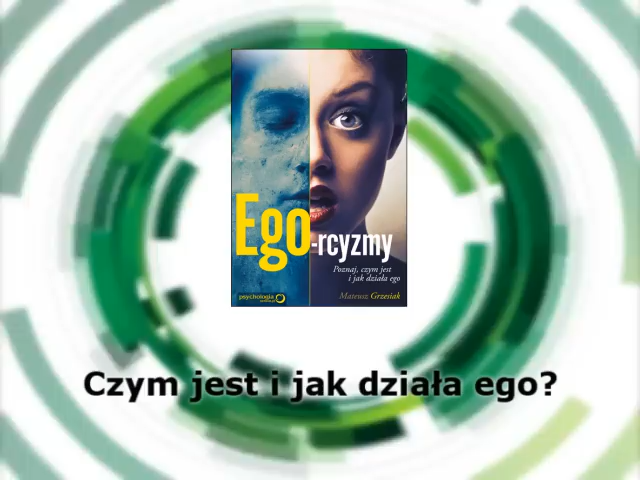 Ego-rcyzmy
Poznaj, czym jest
i jak działa ego
Mateusz Grzesiak
psychologia
Czym jest i jak działa ego?